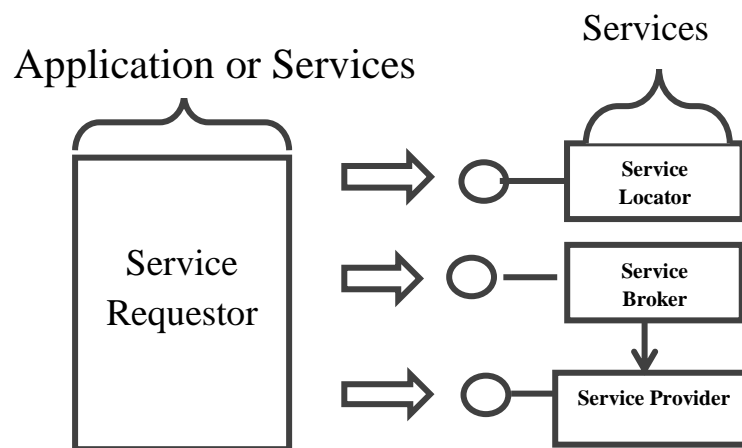 Services
Application or Services
Service
Requestor
Service
Locator
Service
Broker
Service Provider